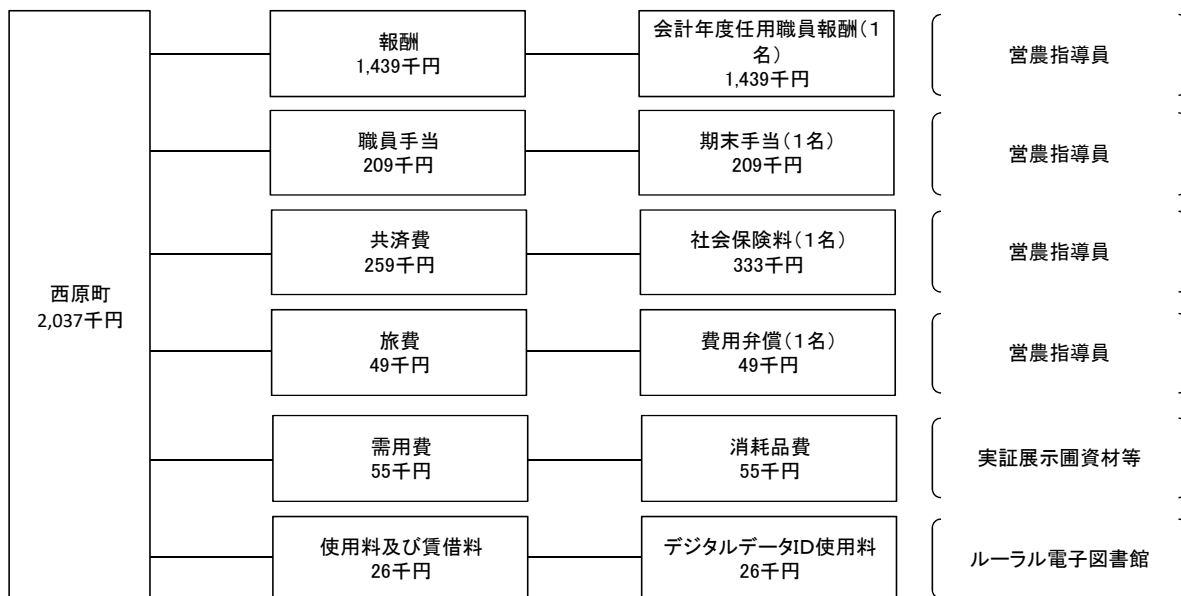 西原町
2,037千円
報酬
1,439千円
会計年度任用職員報酬(1
名)
1,439千円
営農指導員
職員手当
209千円
期末手当(1名)
209千円
営農指導員
共済費
259千円
社会保険料(1名)
333千円
営農指導員
旅費
49千円
費用弁償(1名)
49千円
営農指導員
需用費
55千円
消耗品費
55千円
実証展示圃資材等
使用料及び賃借料
26千円
デジタルデータID使用料
26千円
ルーラル電子図書館